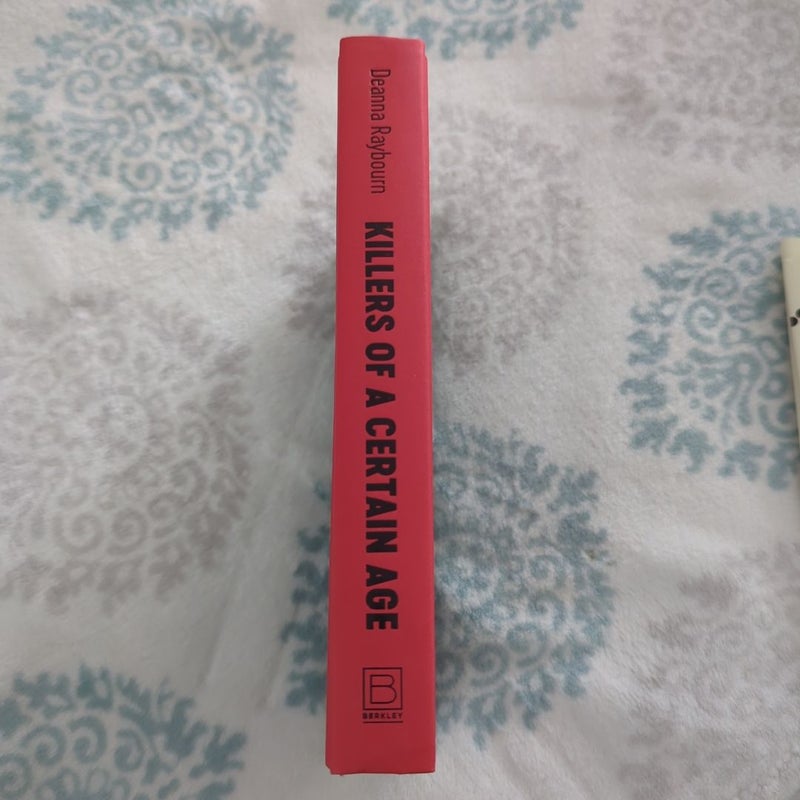 Deanna Raybourn
KILLERS OF A CERTAIN AGE
B
BERKLEY